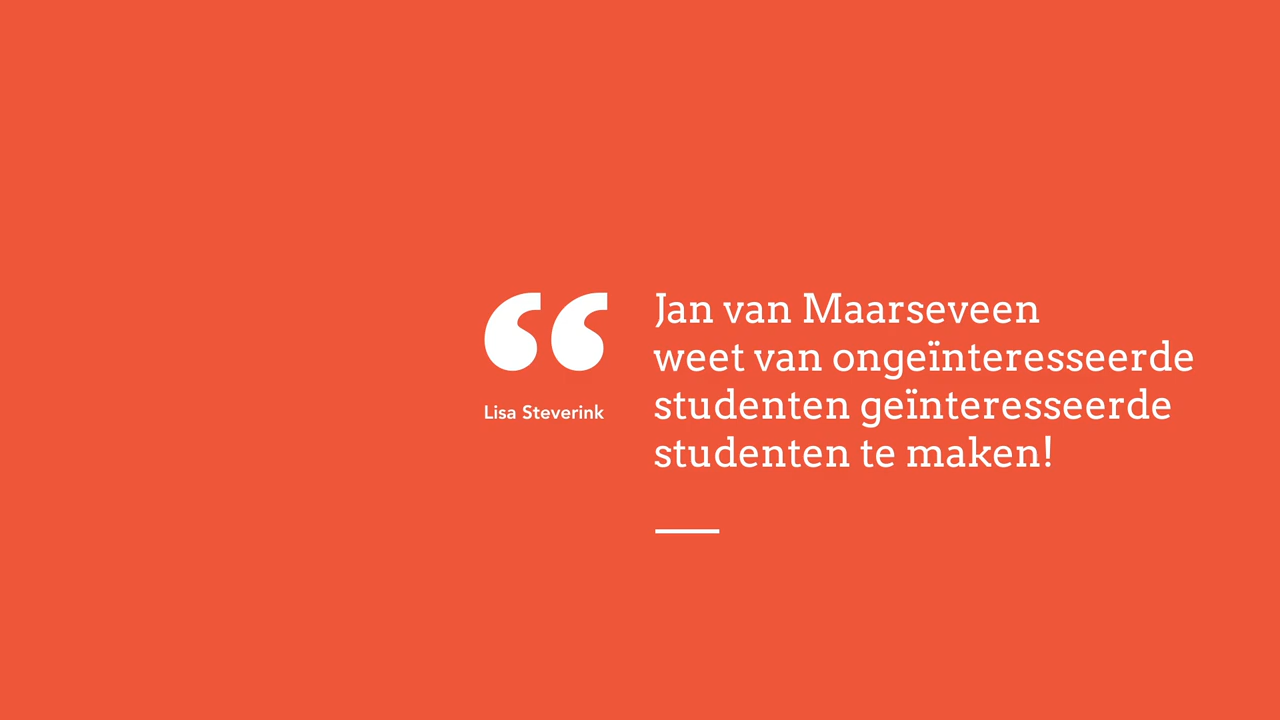 “
Lisa Steverink
Jan van Maarseveen
weet van ongeïnteresseerde
studenten geïnteresseerde
studenten te maken!